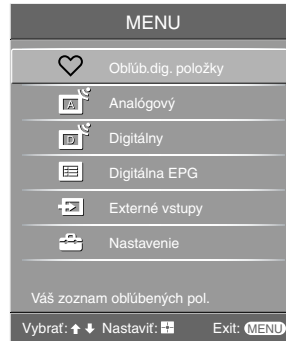 MENU
Obľúb.dig. položky
A Analógový
D Digitálny
Digitálna EPG
Externé vstupy
Nastavenie
Váš zoznam obľúbených pol.
Vybrať: Nastaviť: Exit: MENU